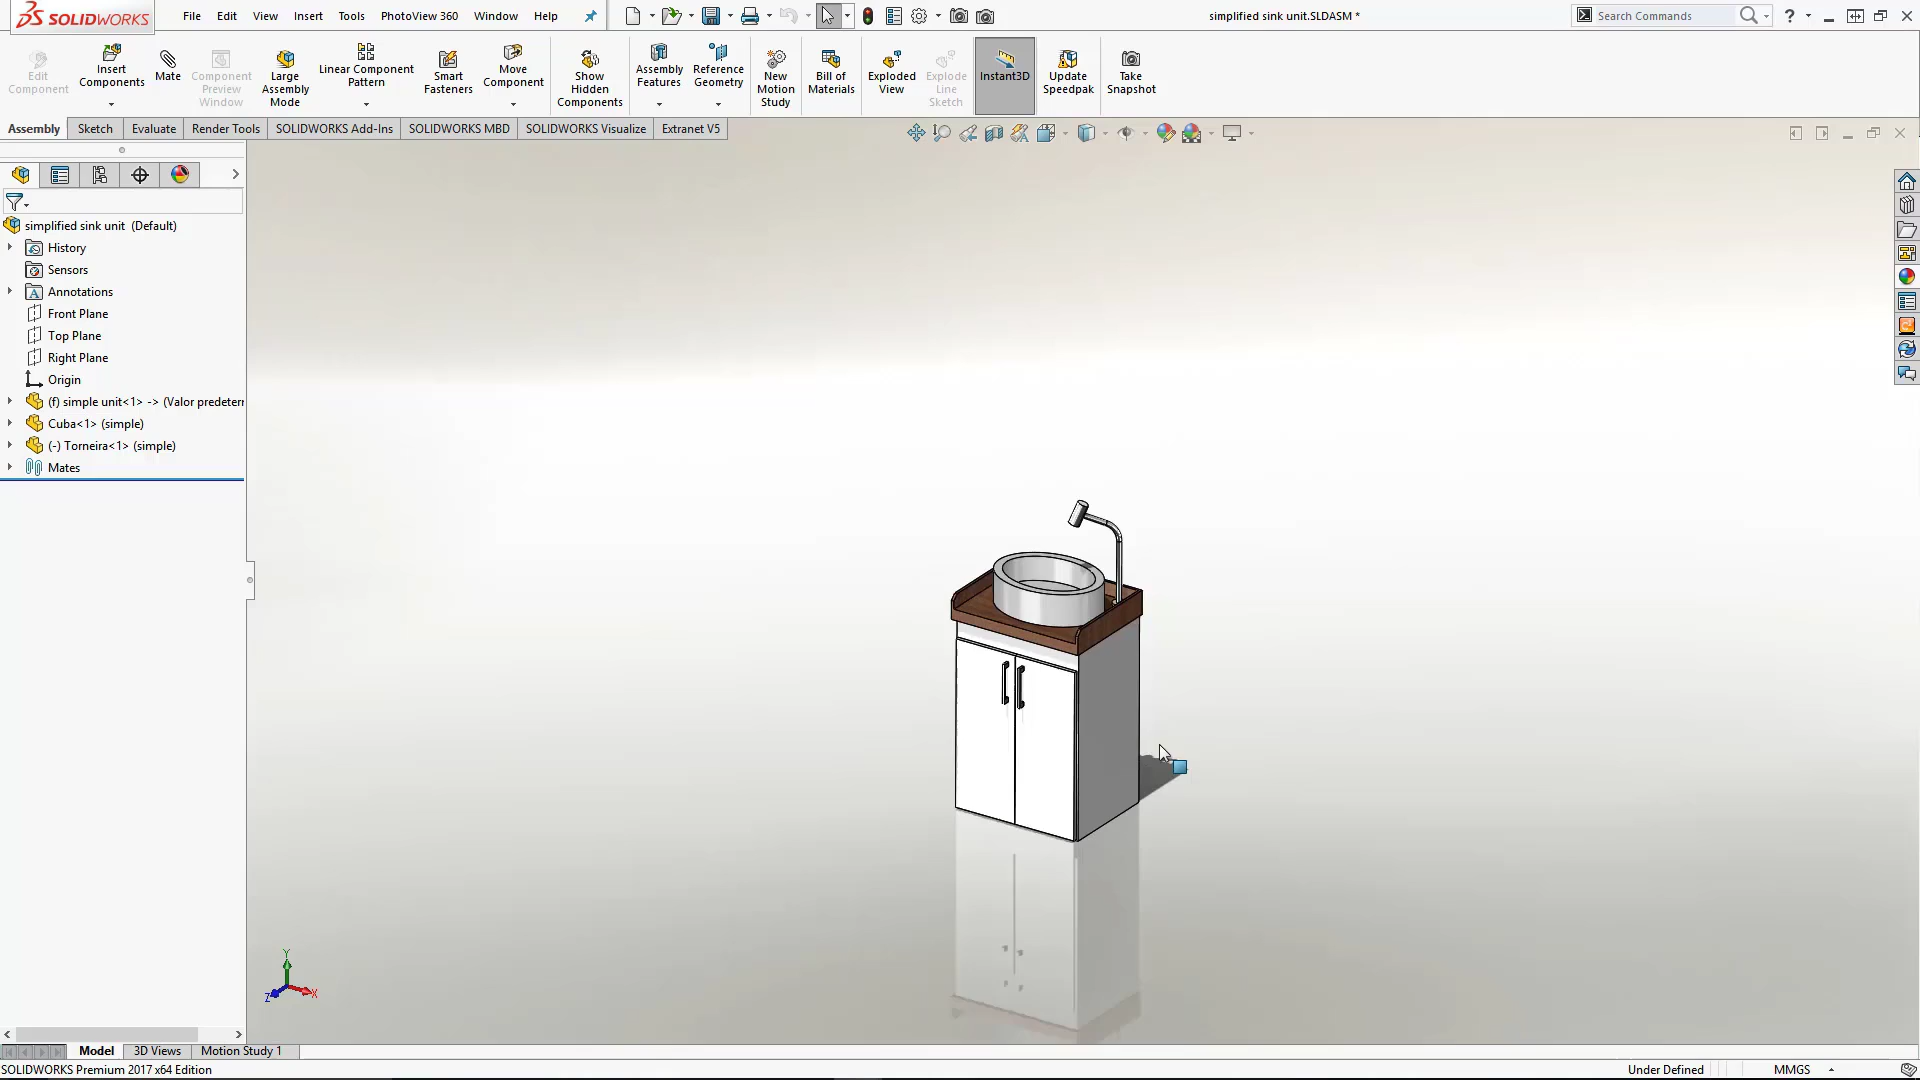 SOLIDWORKS File Edit View Insert Tools PhotoView 360 Window Help simplified sink unit.SLDASM * Search Commands ?
Edit Component
Insert Components
Mate
Component Preview Window
Large Assembly Mode
Linear Component Pattern
Smart Fasteners
Move Component
Show Hidden Components
Assembly Features
Reference Geometry
New Motion Study
Bill of Materials
Exploded View
Explode Line Sketch
Instant3D
Update Speedpak
Take Snapshot
Assembly Sketch Evaluate Render Tools SOLIDWORKS Add-Ins SOLIDWORKS MBD SOLIDWORKS Visualize Extranet V5
simplified sink unit (Default)
History
Sensors
A Annotations
Front Plane
Top Plane
Right Plane
Origin
(f) simple unit<1> -> (Valor predeterr
Cuba<1> (simple)
(-) Torneira<1> (simple)
Mates
Y
Z X
Model 3D Views Motion Study 1
SOLIDWORKS Premium 2017 x64 Edition Under Defined MMGS